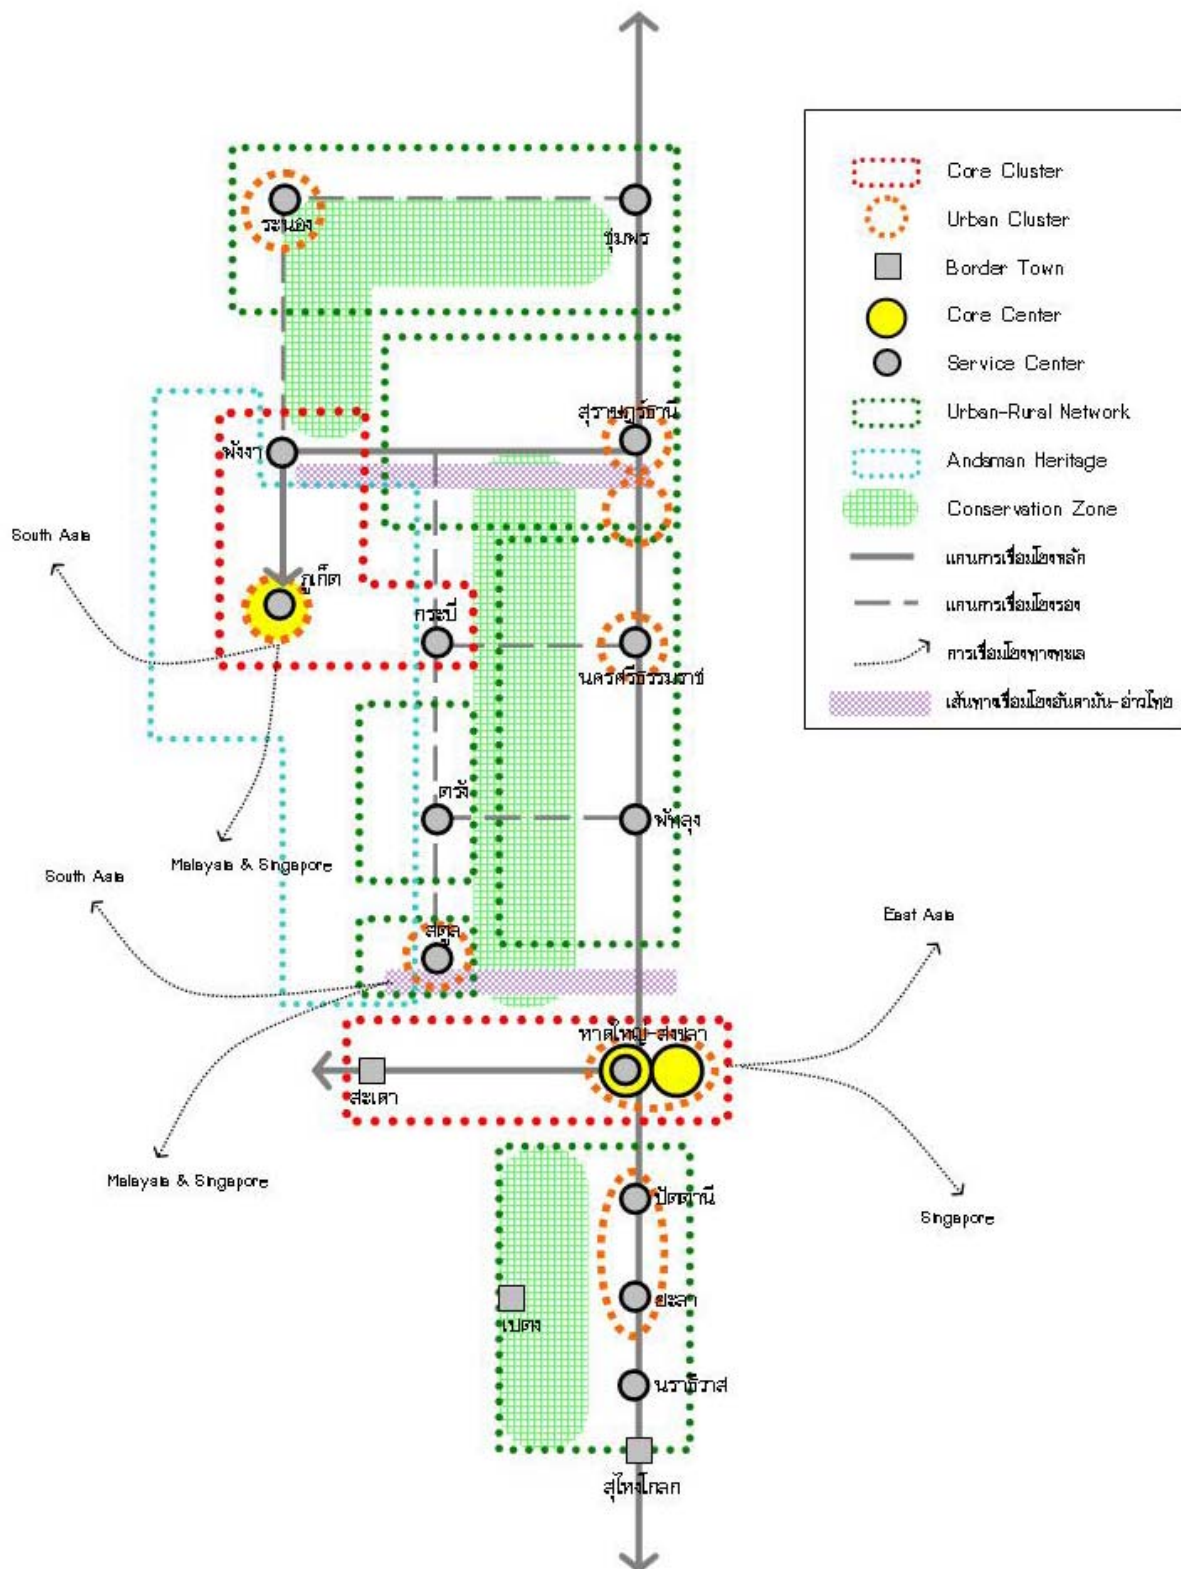 ระนอง
ชุมพร
สุราษฎร์ธานี
พังงา
South Asia
ภูเก็ต
กระบี่
นครศรีธรรมราช
ตรัง
พัทลุง
Malaysia & Singapore
South Asia
สตูล
East Asia
หาดใหญ่-สงขลา
สะเดา
Malaysia & Singapore
Singapore
ปัตตานี
ยะลา
เบตง
นราธิวาส
สุไหงโกลก
Core Cluster
Urban Cluster
Border Town
Core Center
Service Center
Urban-Rural Network
Andaman Heritage
Conservation Zone
แกนการเชื่อมโยงหลัก
แกนการเชื่อมโยงรอง
การเชื่อมโยงทางทะเล
เส้นทางเชื่อมโยงอันดามัน-อ่าวไทย